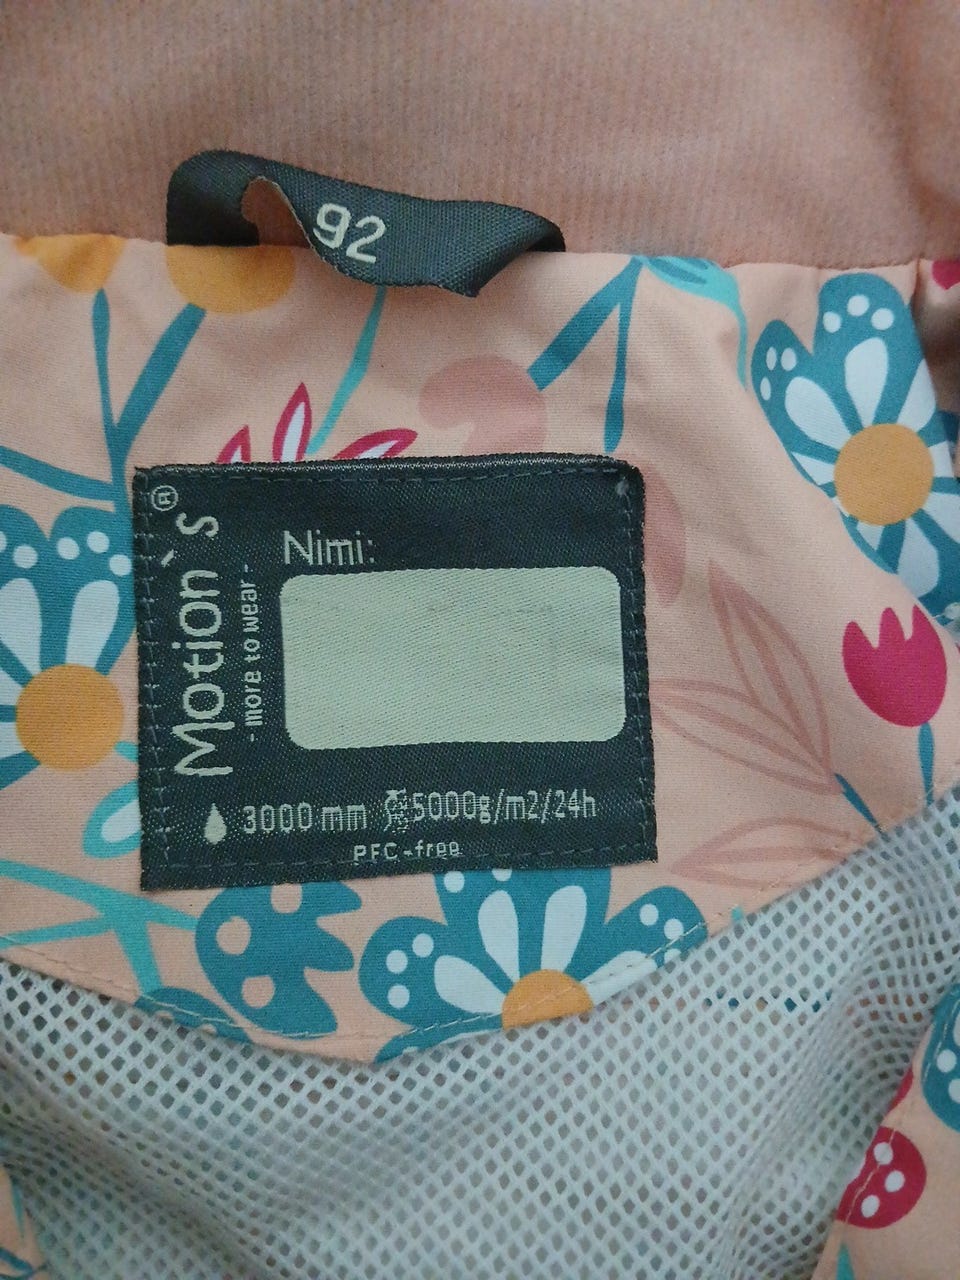 92
Motion`s®
- more to wear -
Nimi:
3000 mm 5000g/m2/24h
PFC-free